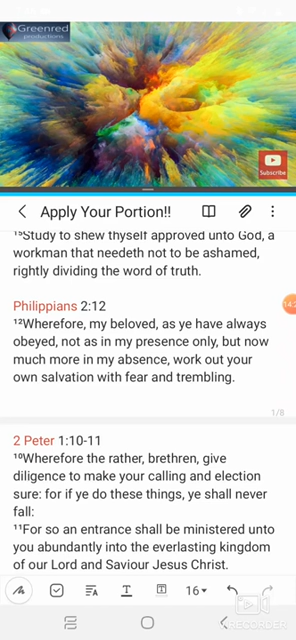 Greenred
productions
Subscribe
Apply Your Portion!!
¹⁵Study to shew thyself approved unto God, a
workman that needeth not to be ashamed,
rightly dividing the word of truth.
Philippians 2:12
¹²Wherefore, my beloved, as ye have always
obeyed, not as in my presence only, but now
much more in my absence, work out your
own salvation with fear and trembling.
1/8
2 Peter 1:10-11
¹⁰Wherefore the rather, brethren, give
diligence to make your calling and election
sure: for if ye do these things, ye shall never
fall:
¹¹For so an entrance shall be ministered unto
you abundantly into the everlasting kingdom
of our Lord and Saviour Jesus Christ.
16
RECORDER